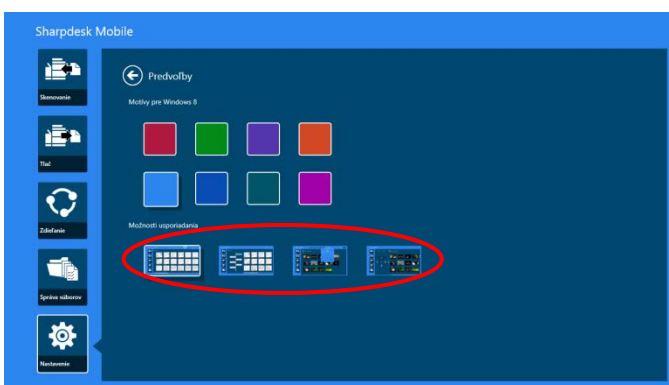 Sharpdesk Mobile
Skenovanie
Tlač
Zdieľanie
Správa súborov
Nastavenie
Predvoľby
Motívy pre Windows 8
Možnosti usporiadania